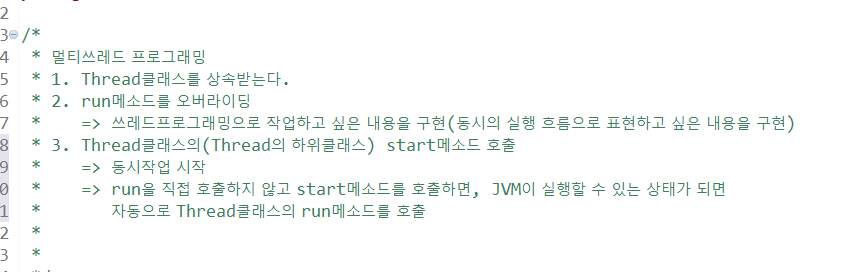 2
3 /*
4 * 멀티쓰레드 프로그래밍
5 * 1. Thread클래스를 상속받는다.
6 * 2. run메소드를 오버라이딩
7 * => 쓰레드프로그래밍으로 작업하고 싶은 내용을 구현(동시의 실행 흐름으로 표현하고 싶은 내용을 구현)
8 * 3. Thread클래스의(Thread의 하위클래스) start메소드 호출
9 * => 동시작업 시작
0 * => run을 직접 호출하지 않고 start메소드를 호출하면, JVM이 실행할 수 있는 상태가 되면
1 * 자동으로 Thread클래스의 run메소드를 호출
2 *
3 *